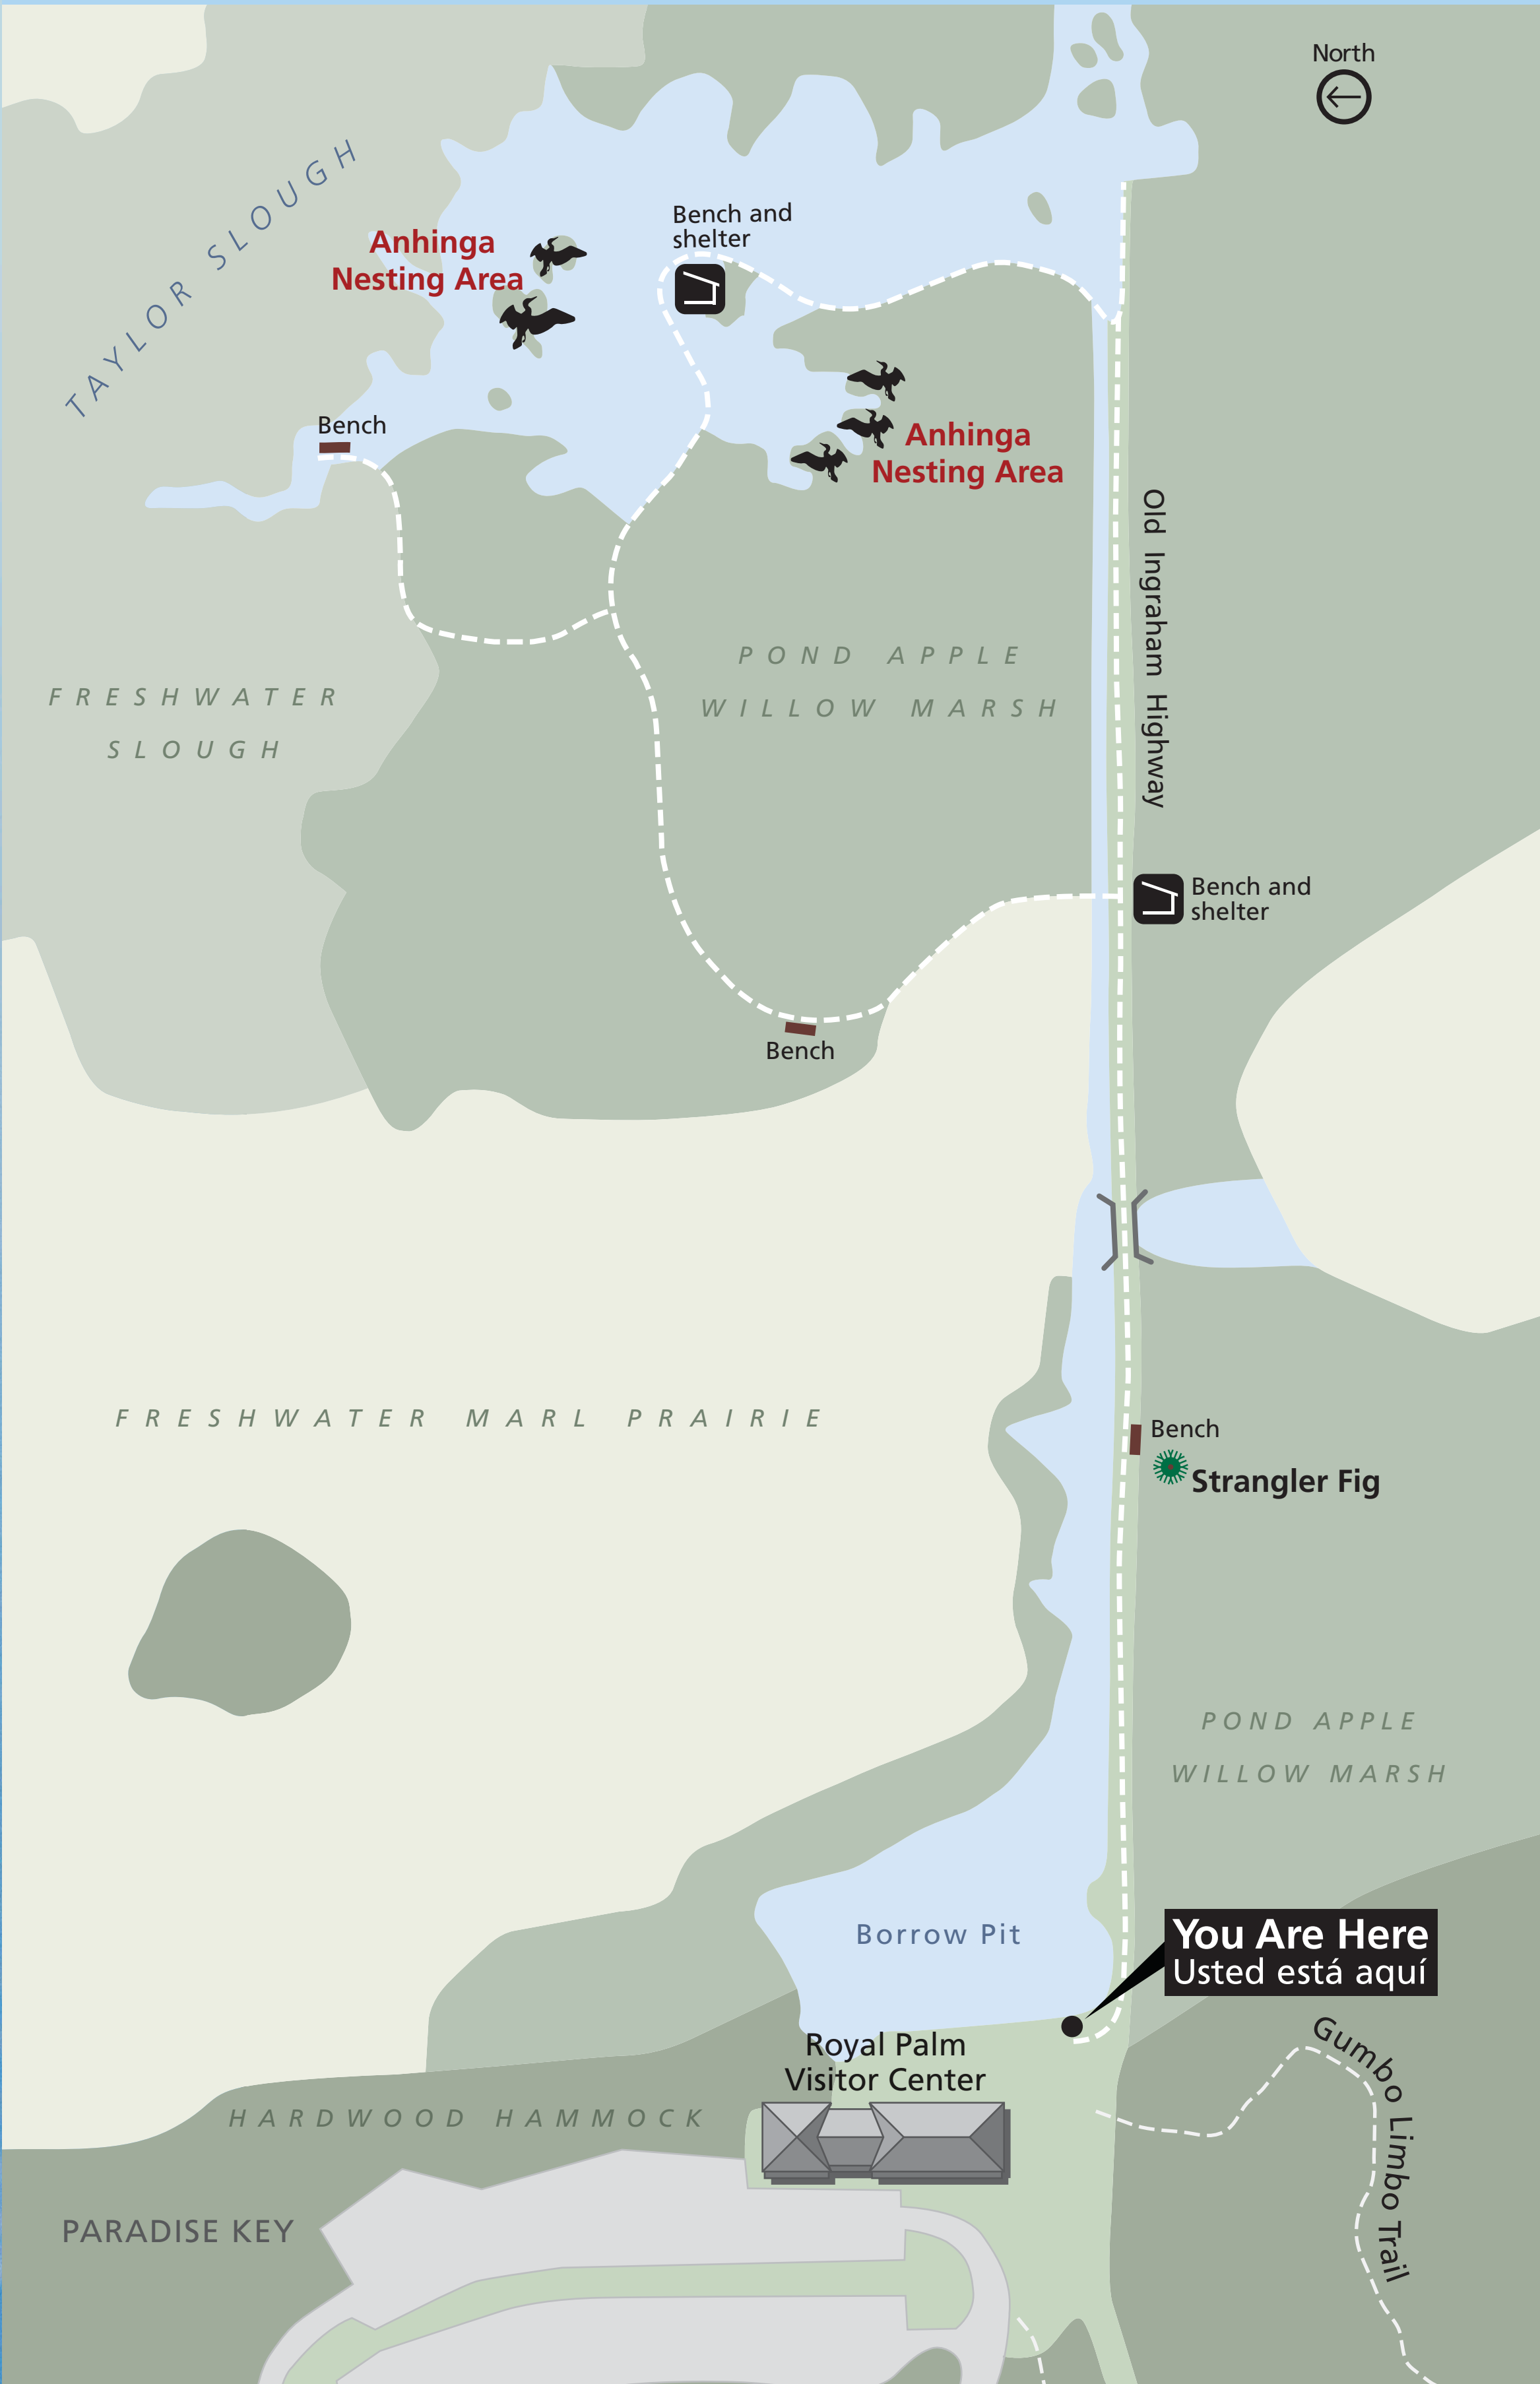 North
TAYLOR SLOUGH
Bench and
shelter
Anhinga
Nesting Area
Bench
Anhinga
Nesting Area
Old Ingraham Highway
POND APPLE
WILLOW MARSH
FRESHWATER
SLOUGH
Bench and
shelter
Bench
FRESHWATER MARL PRAIRIE
Bench
Strangler Fig
POND APPLE
WILLOW MARSH
You Are Here
Usted está aquí
Borrow Pit
Royal Palm
Visitor Center
Gumbo Limbo Trail
HARDWOOD HAMMOCK
PARADISE KEY